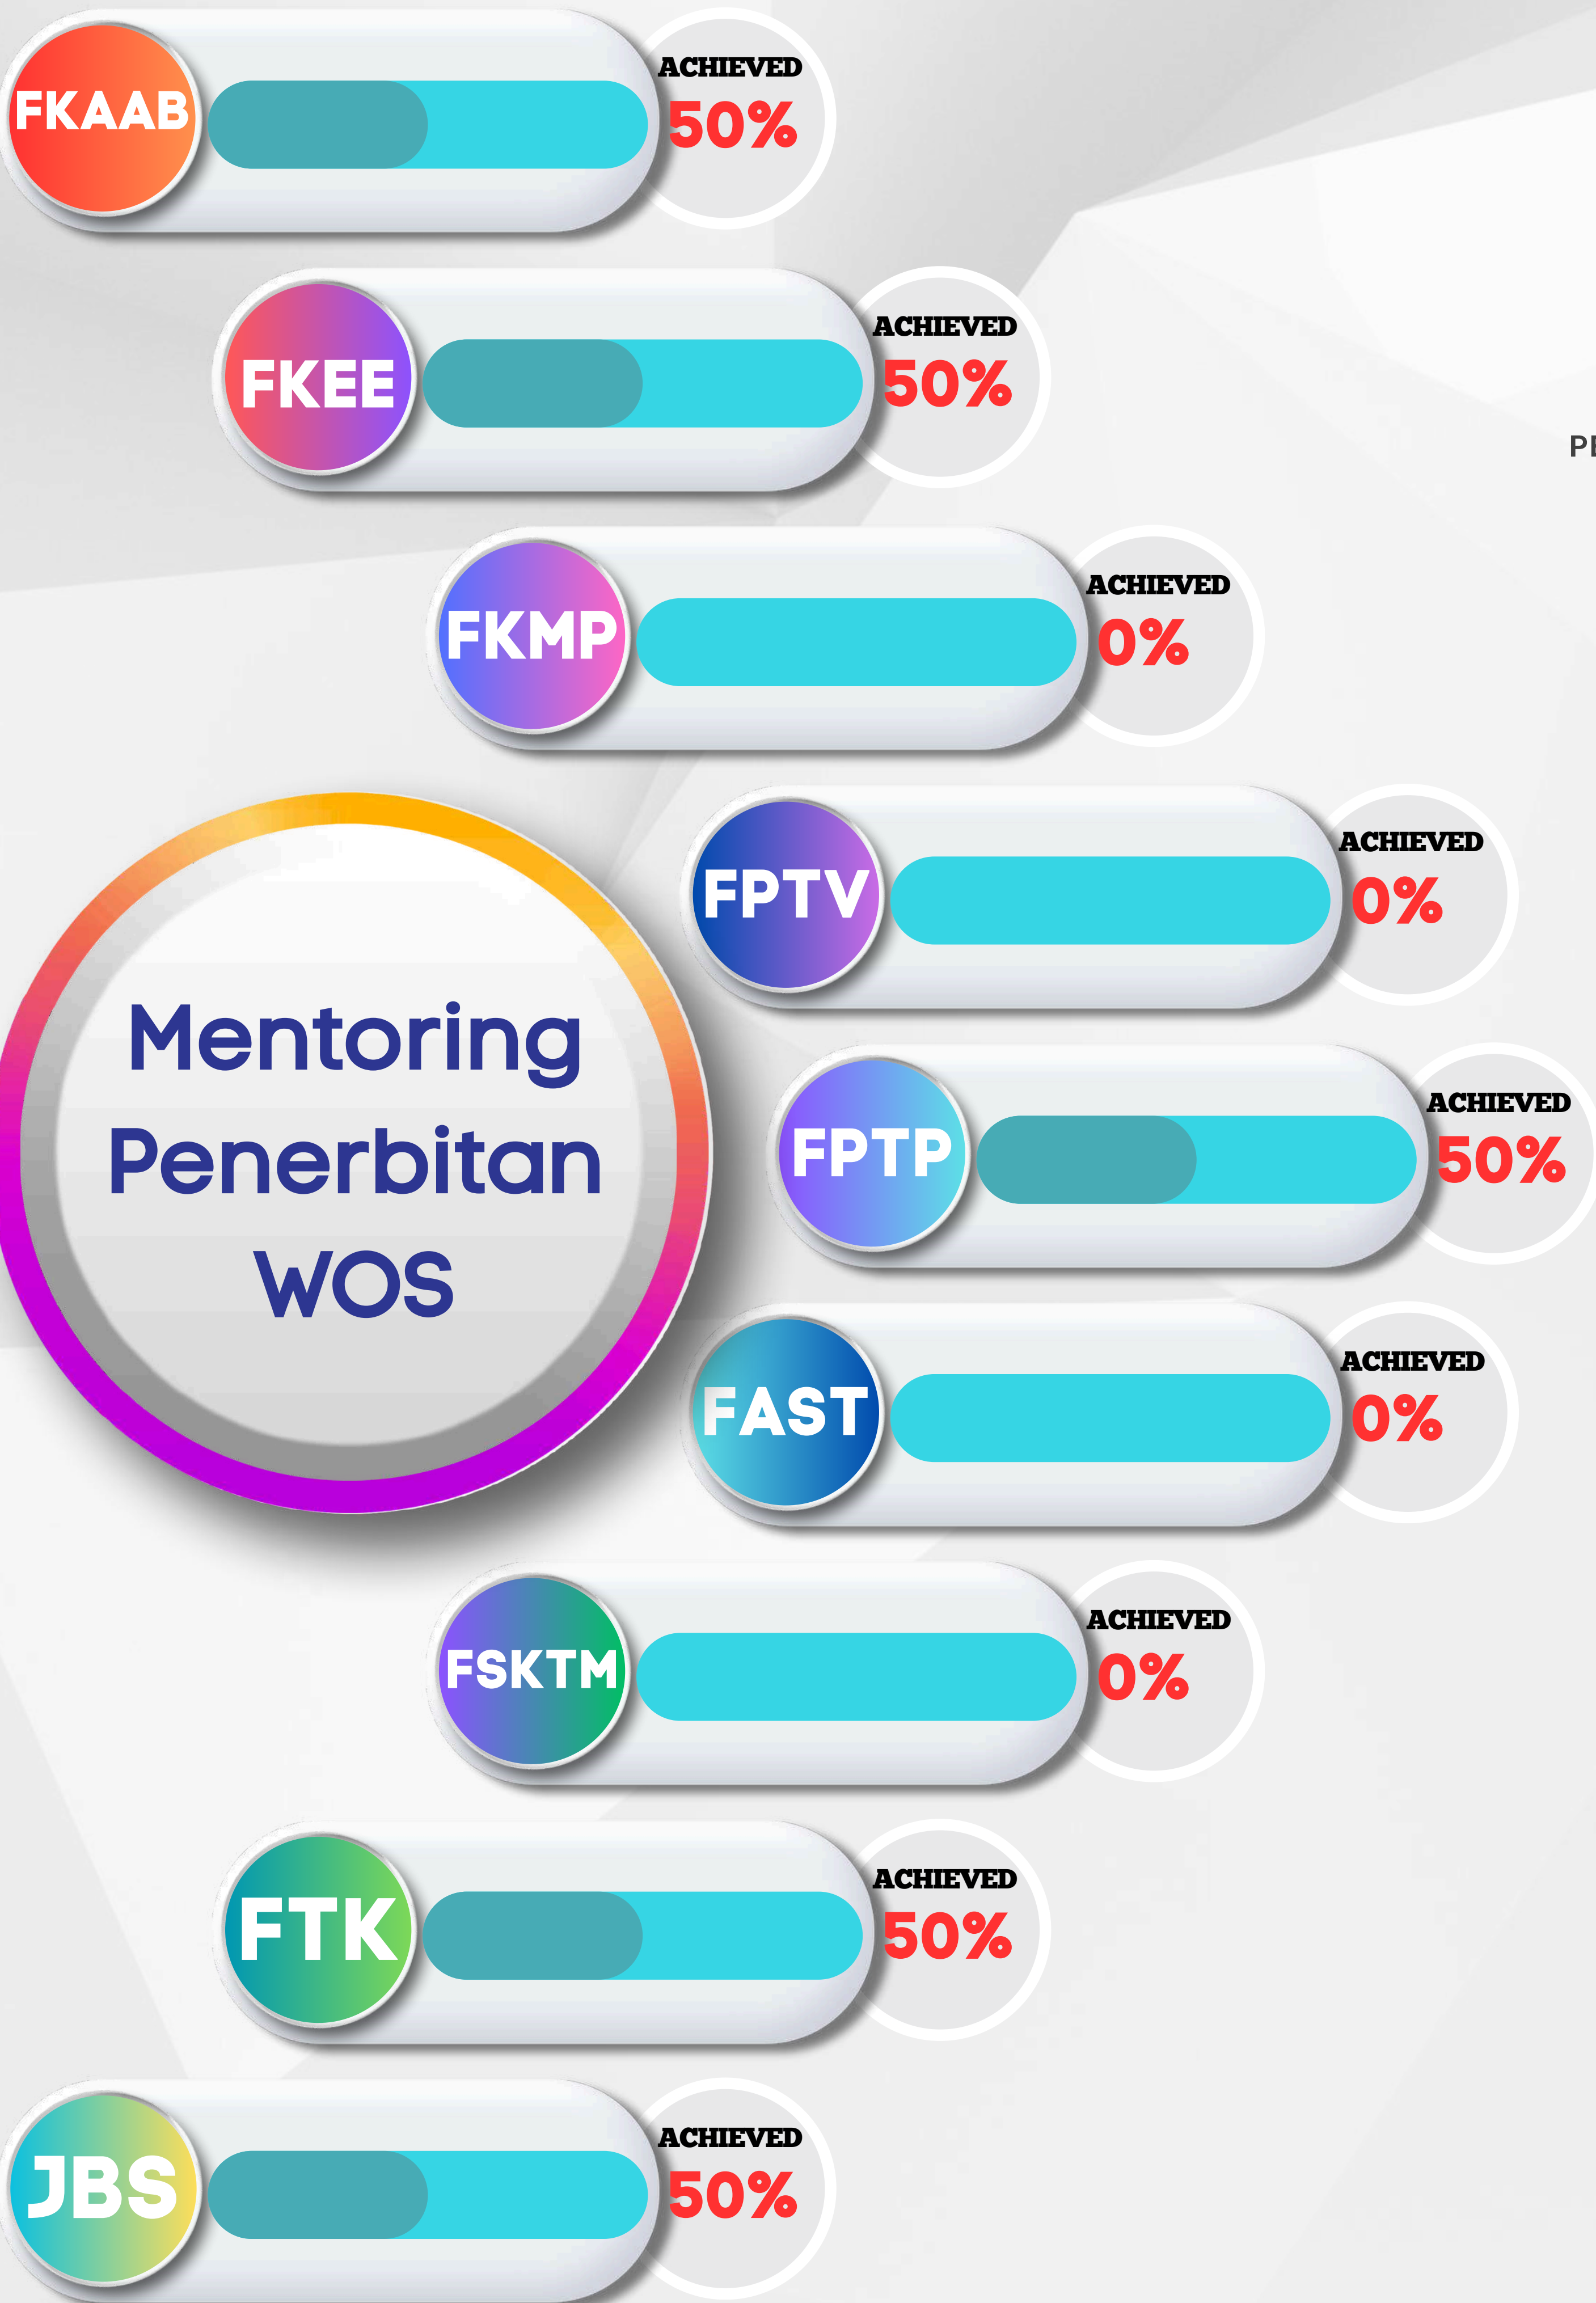 FKAAB
ACHIEVED
50%
FKEE
ACHIEVED
50%
FKMP
ACHIEVED
0%
FPTV
ACHIEVED
0%
Mentoring
Penerbitan
WOS
FPTP
ACHIEVED
50%
FAST
ACHIEVED
0%
FSKTM
ACHIEVED
0%
FTK
ACHIEVED
50%
JBS
ACHIEVED
50%